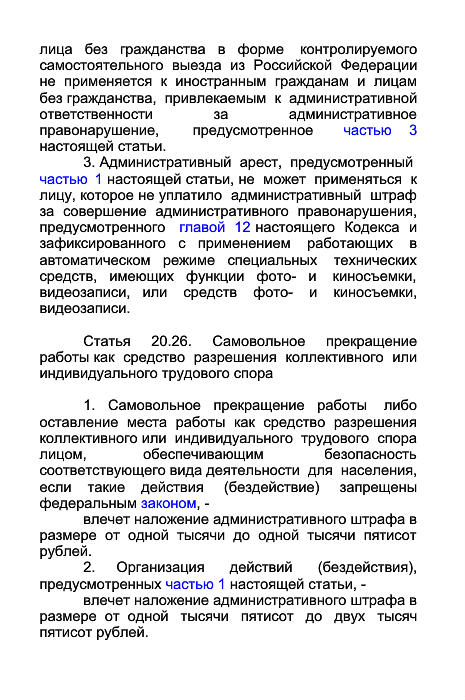 лица без гражданства в форме контролируемого
самостоятельного выезда из Российской Федерации
не применяется к иностранным гражданам и лицам
без гражданства, привлекаемым к административной
ответственности за административное
правонарушение, предусмотренное частью 3
настоящей статьи.
3. Административный арест, предусмотренный
частью 1 настоящей статьи, не может применяться к
лицу, которое не уплатило административный штраф
за совершение административного правонарушения,
предусмотренного главой 12 настоящего Кодекса и
зафиксированного с применением работающих в
автоматическом режиме специальных технических
средств, имеющих функции фото- и киносъемки,
видеозаписи, или средств фото- и киносъемки,
видеозаписи.
Статья 20.26. Самовольное прекращение
работы как средство разрешения коллективного или
индивидуального трудового спора
1. Самовольное прекращение работы либо
оставление места работы как средство разрешения
коллективного или индивидуального трудового спора
лицом, обеспечивающим безопасность
соответствующего вида деятельности для населения,
если такие действия (бездействие) запрещены
федеральным законом, -
влечет наложение административного штрафа в
размере от одной тысячи до одной тысячи пятисот
рублей.
2. Организация действий (бездействия),
предусмотренных частью 1 настоящей статьи, -
влечет наложение административного штрафа в
размере от одной тысячи пятисот до двух тысяч
пятисот рублей.